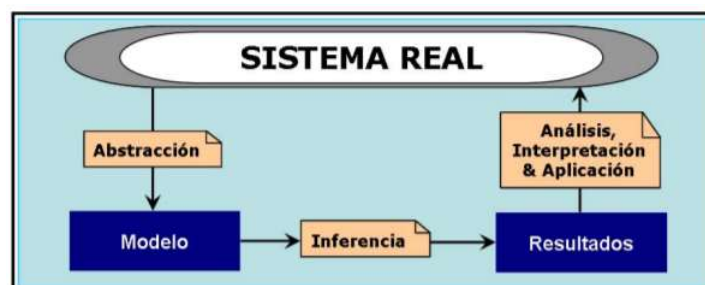 SISTEMA REAL
Abstracción
Análisis,
Interpretación
& Aplicación
Modelo
Inferencia
Resultados